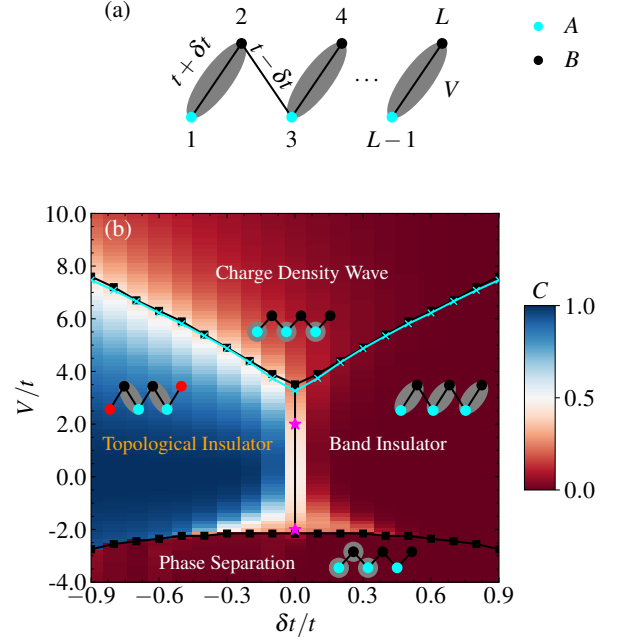 (a)
2 4 L A
B
t+δt t−δt ... V
1 3 L−1
(b)
10.0
8.0
6.0
4.0
2.0
0.0
-2.0
-4.0
V/t
Charge Density Wave
Topological Insulator
Band Insulator
Phase Separation
−0.9 −0.6 −0.3 0.0 0.3 0.6 0.9
δt/t
C
1.0
0.5
0.0